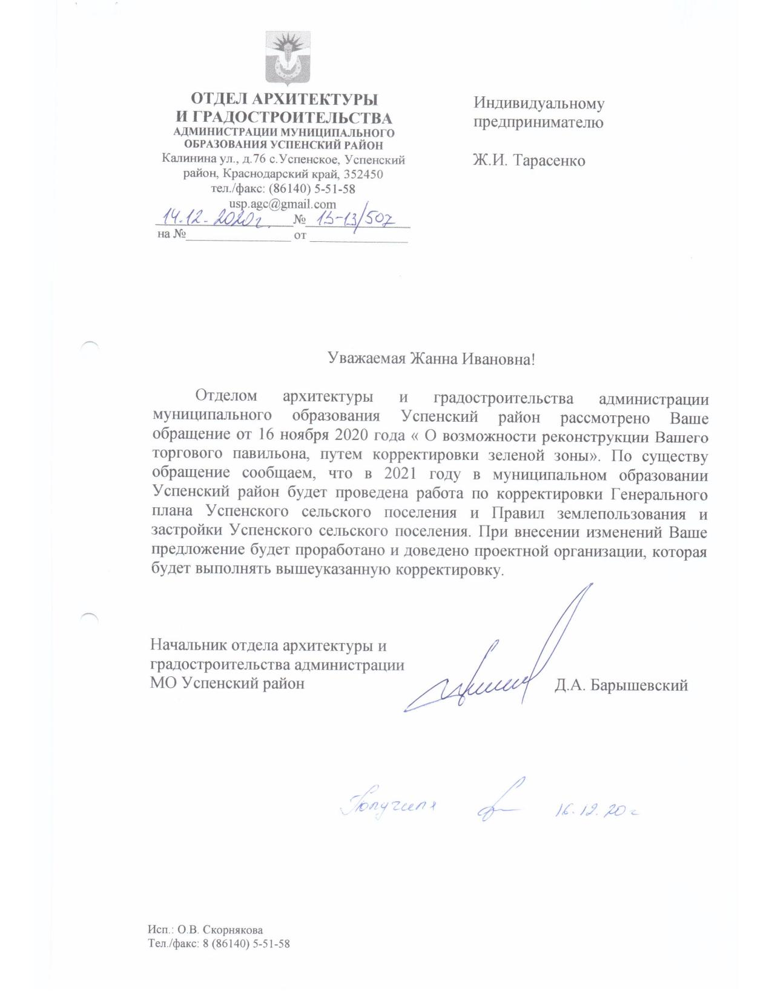 ОТДЕЛ АРХИТЕКТУРЫ
И ГРАДОСТРОИТЕЛЬСТВА
АДМИНИСТРАЦИИ МУНИЦИПАЛЬНОГО
ОБРАЗОВАНИЯ УСПЕНСКИЙ РАЙОН
Калинина ул., д.76 с.Успенское, Успенский
район, Краснодарский край, 352450
тел./факс: (86140) 5-51-58
usp.agc@gmail.com
14.12.2020г. № 15-13/507
на № от
Индивидуальному
предпринимателю
Ж.И. Тарасенко
Уважаемая Жанна Ивановна!
Отделом архитектуры и градостроительства администрации
муниципального образования Успенский район рассмотрено Ваше
обращение от 16 ноября 2020 года « О возможности реконструкции Вашего
торгового павильона, путем корректировки зеленой зоны». По существу
обращение сообщаем, что в 2021 году в муниципальном образовании
Успенский район будет проведена работа по корректировки Генерального
плана Успенского сельского поселения и Правил землепользования и
застройки Успенского сельского поселения. При внесении изменений Ваше
предложение будет проработано и доведено проектной организации, которая
будет выполнять вышеуказанную корректировку.
Начальник отдела архитектуры и
градостроительства администрации
МО Успенский район Д.А. Барышевский
Получила 16.12.20г
Исп.: О.В. Скорнякова
Тел./факс: 8 (86140) 5-51-58